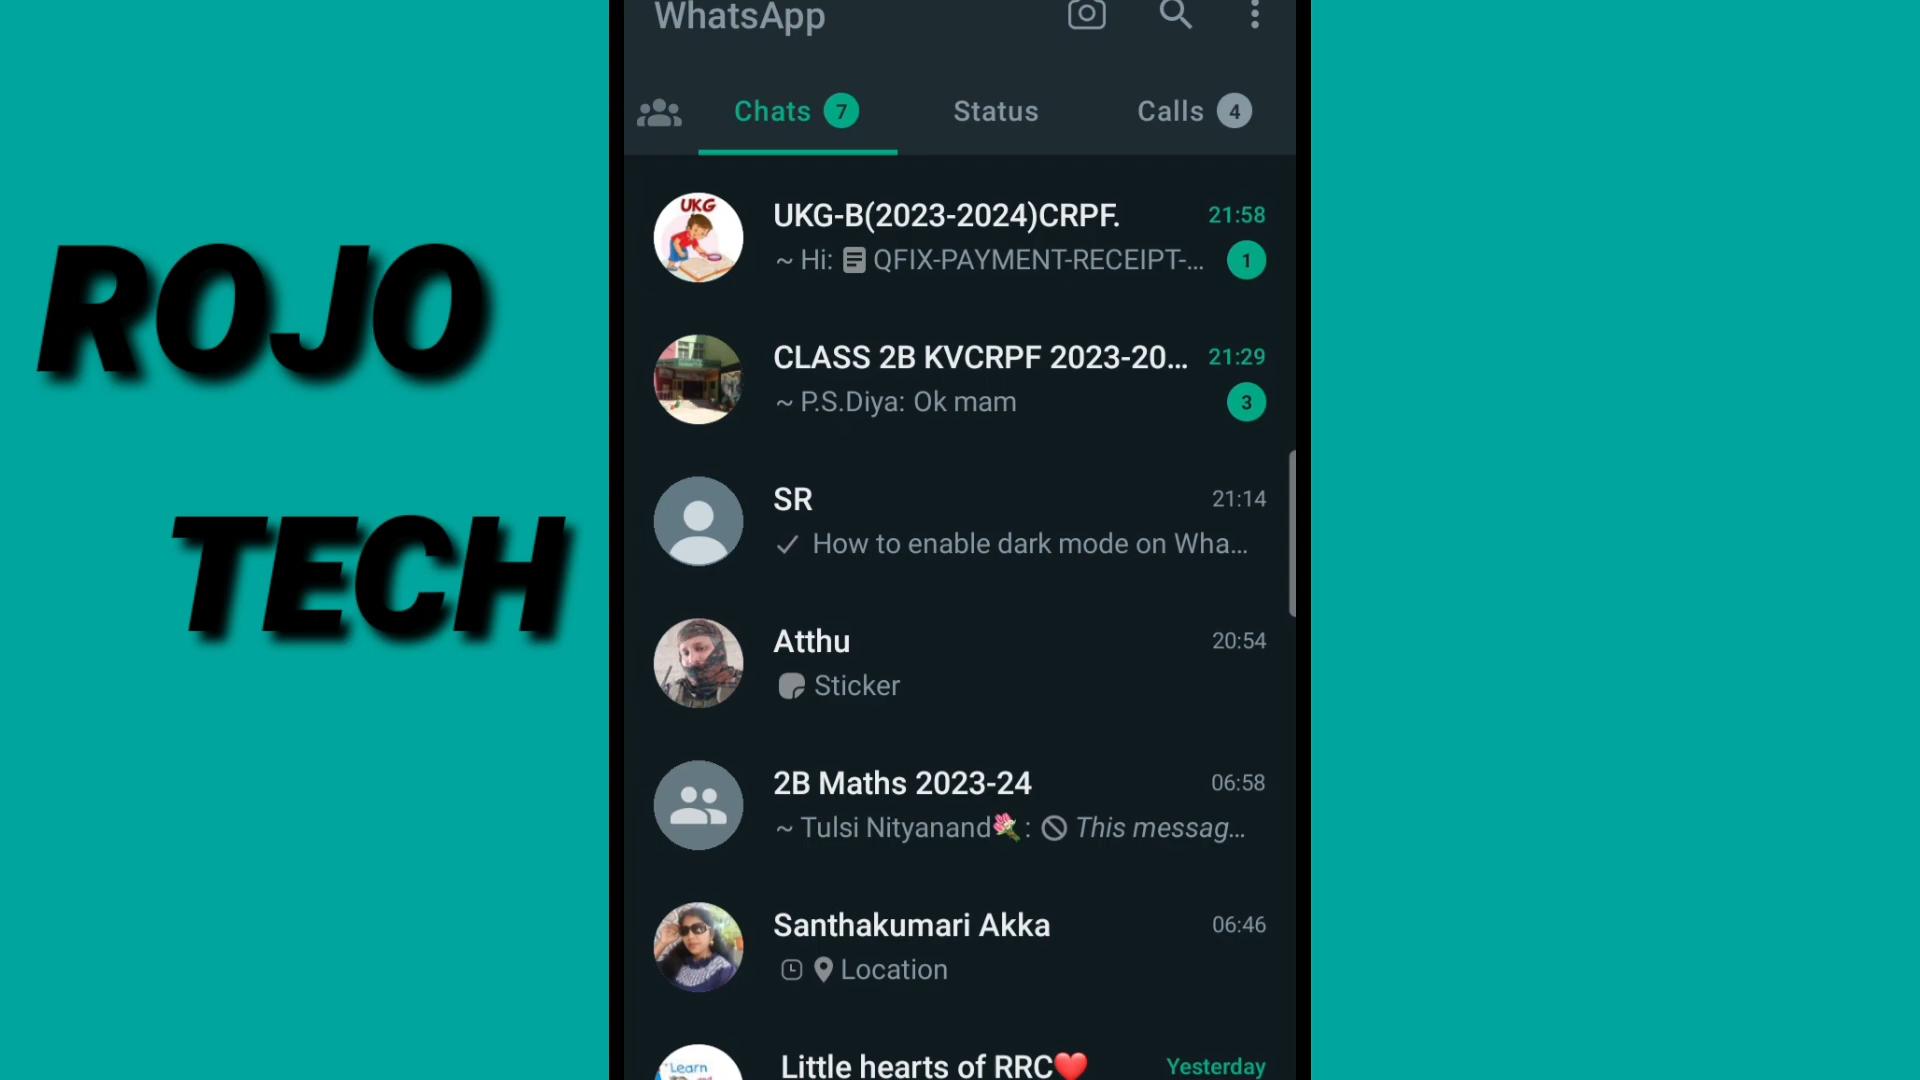 WhatsApp
Chats 7
Status
Calls 4
ROJO
TECH
UKG
UKG-B(2023-2024)CRPF.
21:58
~ Hi: QFIX-PAYMENT-RECEIPT-...
1
CLASS 2B KVCRPF 2023-20...
21:29
~ P.S.Diya: Ok mam
3
SR
21:14
How to enable dark mode on Wha...
Atthu
20:54
Sticker
2B Maths 2023-24
06:58
~ Tulsi Nityanand💐: This messag...
Santhakumari Akka
06:46
Location
Learn
Little hearts of RRC❤️
Yesterday